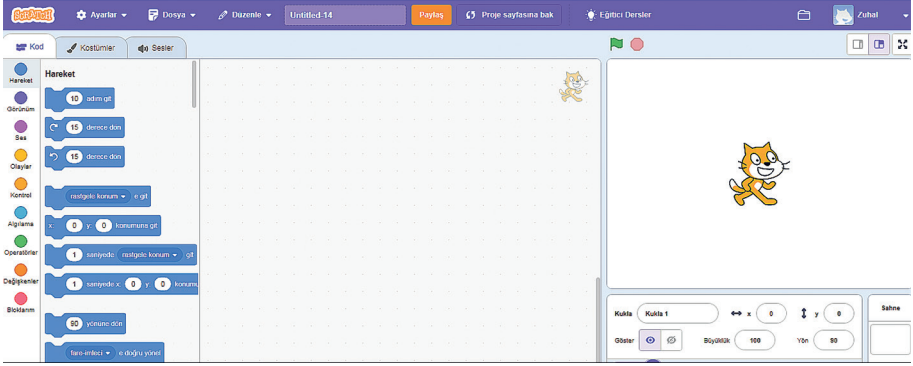 SCRATCH Ayarlar Dosya Düzenle Untitled-14 Paylaş Proje sayfasına bak Eğitici Dersler Zuhal
Kod Kostümler Sesler
Hareket
Görünüm
Ses
Olaylar
Kontrol
Algılama
Operatörler
Değişkenler
Bloklarım
Hareket
10 adım git
15 derece dön
15 derece dön
rastgele konum e git
x: 0 y: 0 konumuna git
1 saniyede rastgele konum git
1 saniyede x: 0 y: 0 konumu
90 yönüne dön
fare-imleci e doğru yönel
Kukla Kukla 1 x 0 y 0
Göster Büyüklük 100 Yön 90
Sahne